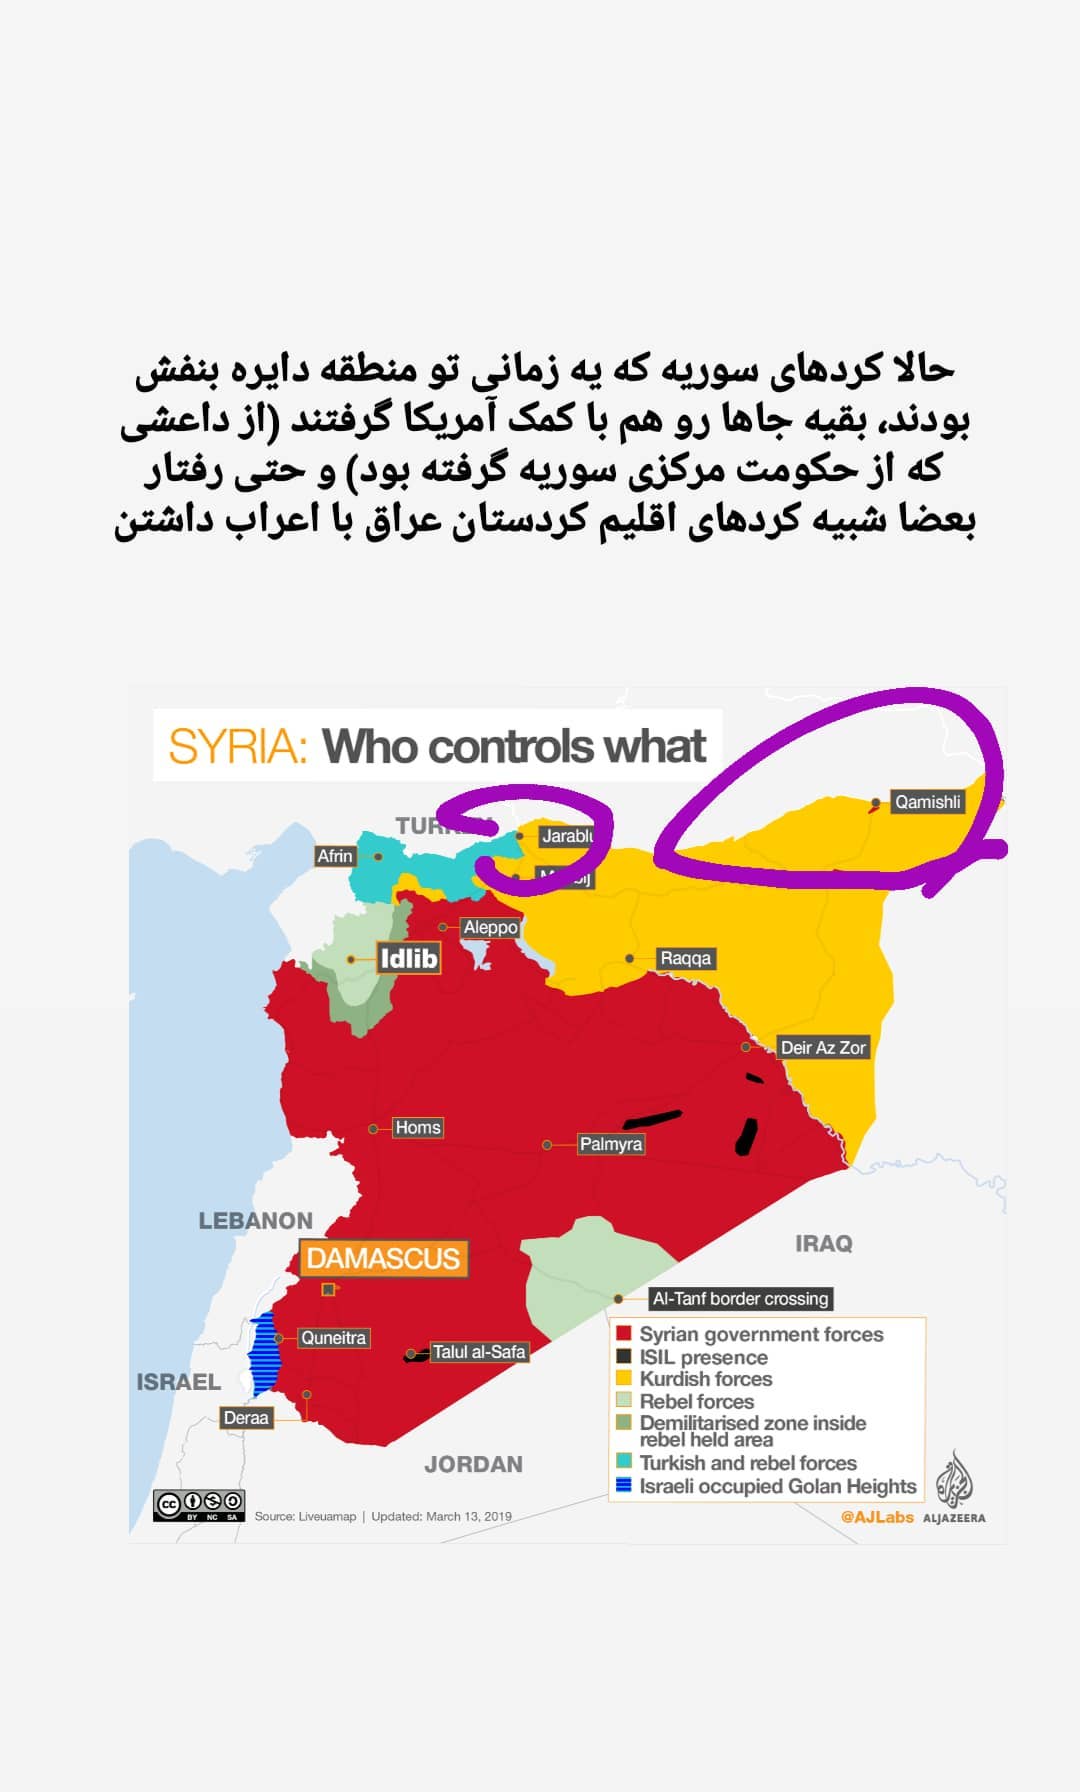 حالا کردهای سوریه که یه زمانی تو منطقه دایره بنفش
بودند، بقیه جاها رو هم با کمک آمریکا گرفتند (از داعشی
که از حکومت مرکزی سوریه گرفته بود) و حتی رفتار
بعضا شبیه کردهای اقلیم کردستان عراق با اعراب داشتن
SYRIA: Who controls what
Qamishli
Afrin
Aleppo
Idlib
Raqqa
Deir Az Zor
Homs
Palmyra
LEBANON
IRAQ
DAMASCUS
Al-Tanf border crossing
Quneitra
Talul al-Safa
ISRAEL
Deraa
JORDAN
Syrian government forces
ISIL presence
Kurdish forces
Rebel forces
Demilitarised zone inside
rebel held area
Turkish and rebel forces
Israeli occupied Golan Heights
cc BY NC SA
Source: Liveuamap | Updated: March 13, 2019
@AJLabs ALJAZEERA